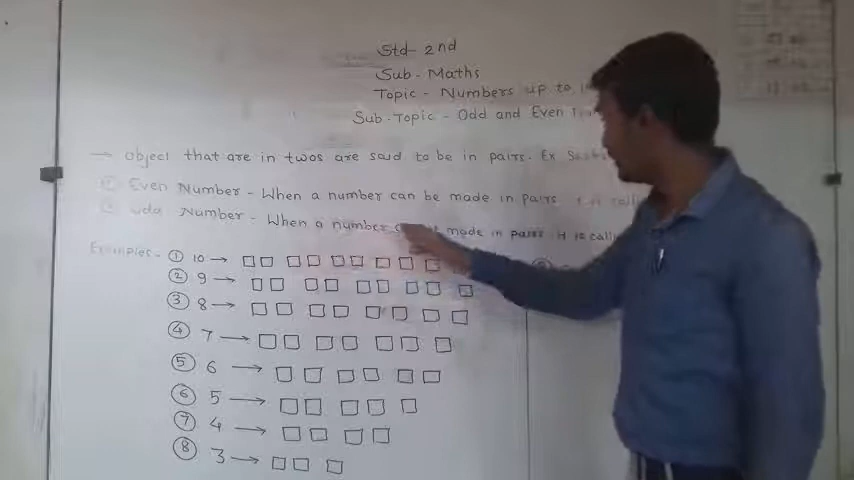 Std- 2nd
Sub- Maths
Topic - Numbers up to
Sub-Topic - Odd and Even
→ Object that are in twos are said to be in pairs. Ex
① Even Number - When a number can be made in pairs
② Number - When a number made in pairs. it is
Examples - ① 10 →
② 9 →
③ 8 →
④ 7 →
⑤ 6 →
⑥ 5 →
⑦ 4 →
⑧ 3 →